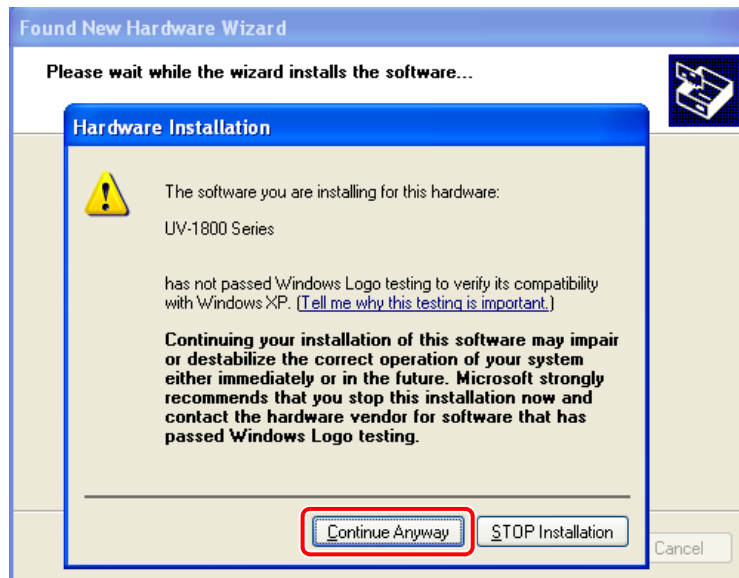 Found New Hardware Wizard
Please wait while the wizard installs the software...
Hardware Installation
The software you are installing for this hardware:
UV-1800 Series
has not passed Windows Logo testing to verify its compatibility
with Windows XP. (Tell me why this testing is important.)
Continuing your installation of this software may impair
or destabilize the correct operation of your system
either immediately or in the future. Microsoft strongly
recommends that you stop this installation now and
contact the hardware vendor for software that has
passed Windows Logo testing.
Continue Anyway STOP Installation
Cancel